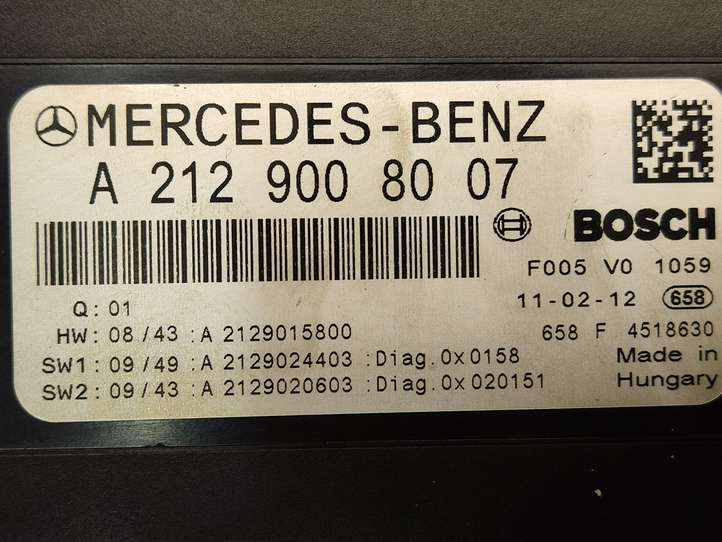 MERCEDES-BENZ
A 212 900 80 07
BOSCH
F005 V0 1059
Q: 01
11-02-12 658
HW: 08/43 :A 2129015800
658 F 4518630
SW1: 09/49 :A 2129024403 :Diag.0x0158
Made in
SW2: 09/43 :A 2129020603 :Diag.0x020151
Hungary